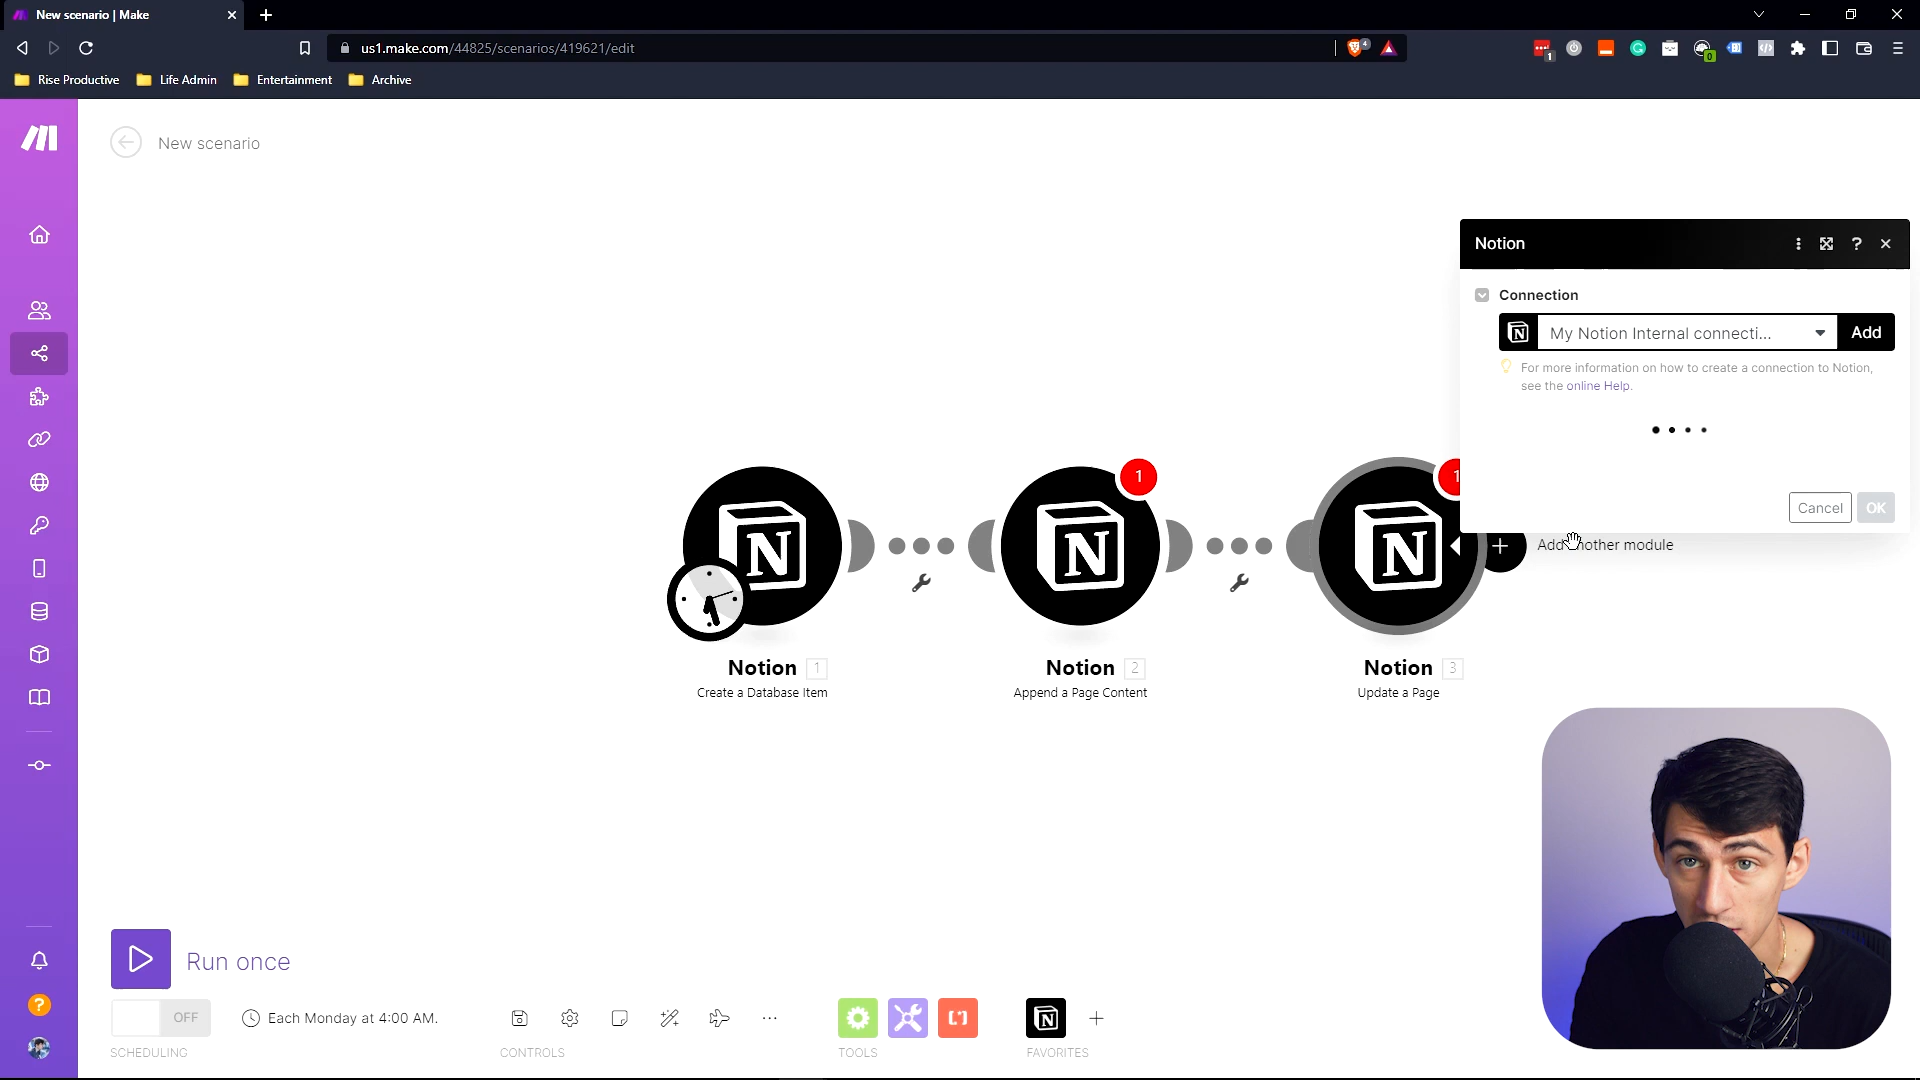 New scenario | Make
us1.make.com/44825/scenarios/419621/edit
4
1
0
Rise Productive
Life Admin
Entertainment
Archive
New scenario
Notion
?
Connection
My Notion Internal connecti...
Add
For more information on how to create a connection to Notion,
see the online Help.
Cancel
OK
1
1
Add another module
Notion 1
Create a Database Item
Notion 2
Append a Page Content
Notion 3
Update a Page
Run once
OFF
Each Monday at 4:00 AM.
SCHEDULING
CONTROLS
TOOLS
FAVORITES
?